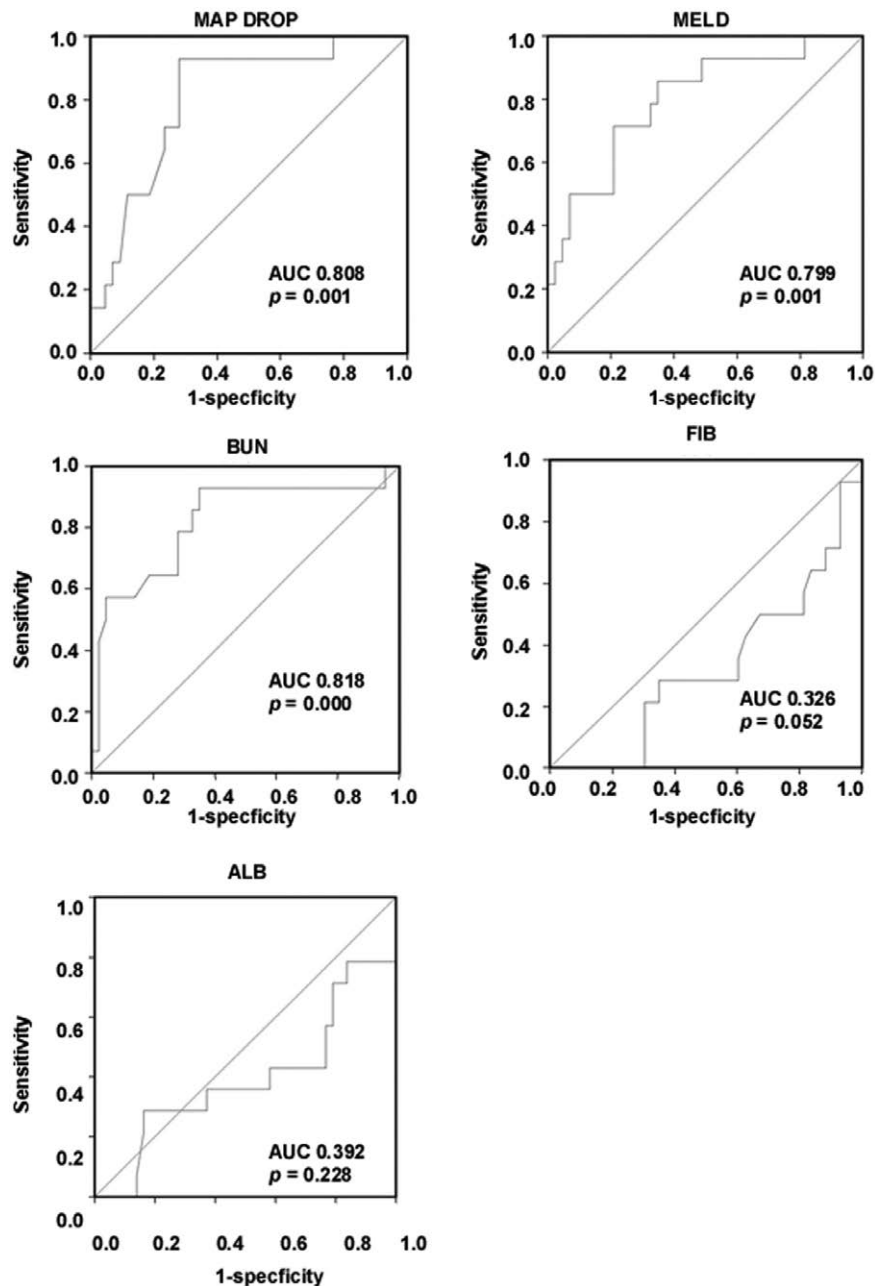 MAP DROP
1.0
0.8
0.6
0.4
0.2
0.0
Sensitivity
AUC 0.808
p = 0.001
0.0 0.2 0.4 0.6 0.8 1.0
1-specficity
MELD
1.0
0.8
0.6
0.4
0.2
0.0
Sensitivity
AUC 0.799
p = 0.001
0.0 0.2 0.4 0.6 0.8 1.0
1-specficity
BUN
1.0
0.8
0.6
0.4
0.2
0.0
Sensitivity
AUC 0.818
p = 0.000
0.0 0.2 0.4 0.6 0.8 1.0
1-specficity
FIB
1.0
0.8
0.6
0.4
0.2
0.0
Sensitivity
AUC 0.326
p = 0.052
0.0 0.2 0.4 0.6 0.8 1.0
1-specficity
ALB
1.0
0.8
0.6
0.4
0.2
0.0
Sensitivity
AUC 0.392
p = 0.228
0.0 0.2 0.4 0.6 0.8 1.0
1-specficity